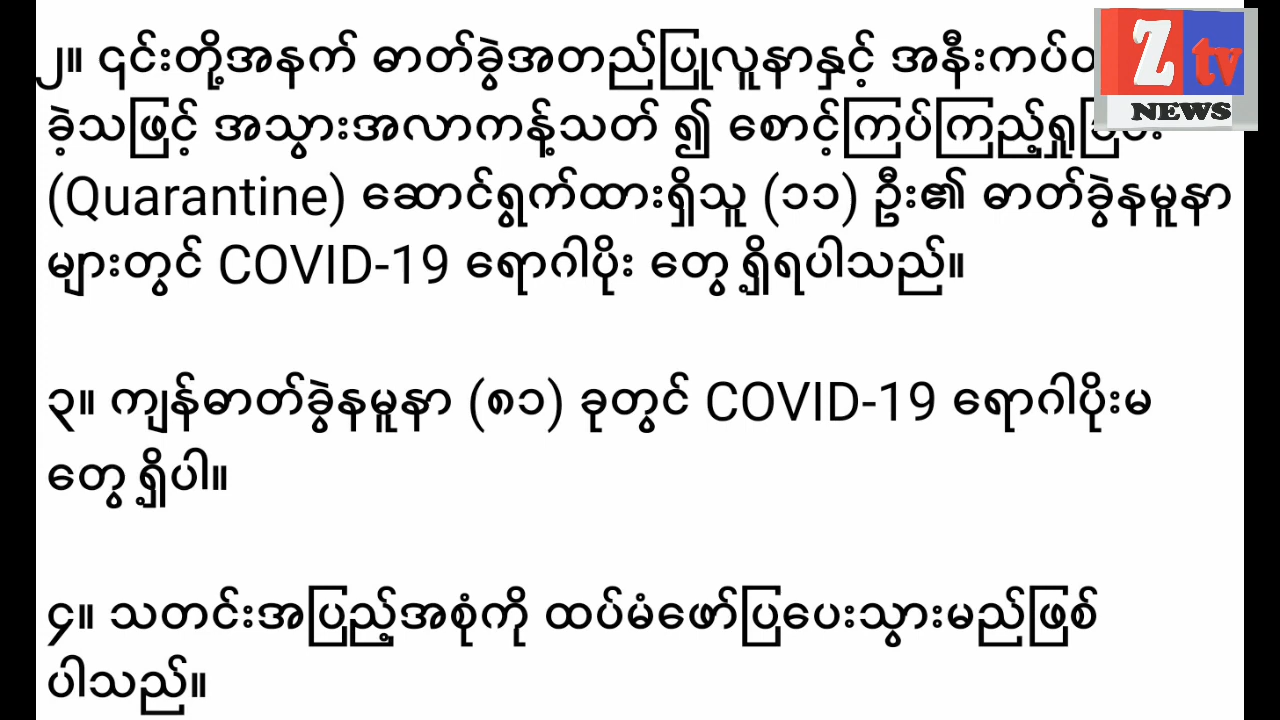 ၂။ ၎င်းတို့အနက် ဓာတ်ခွဲအတည်ပြုလူနာနှင့် အနီးကပ်
ခဲ့သဖြင့် အသွားအလာကန့်သတ် ၍ စောင့်ကြပ်ကြည့်ရှုခြင်း
(Quarantine) ဆောင်ရွက်ထားရှိသူ (၁၁) ဦး၏ ဓာတ်ခွဲနမူနာ
များတွင် COVID-19 ရောဂါပိုး တွေ့ရှိရပါသည်။
၃။ ကျန်ဓာတ်ခွဲနမူနာ (၈၁) ခုတွင် COVID-19 ရောဂါပိုးမ
တွေ့ရှိပါ။
၄။ သတင်းအပြည့်အစုံကို ထပ်မံဖော်ပြပေးသွားမည်ဖြစ်
ပါသည်။
Z tv
NEWS